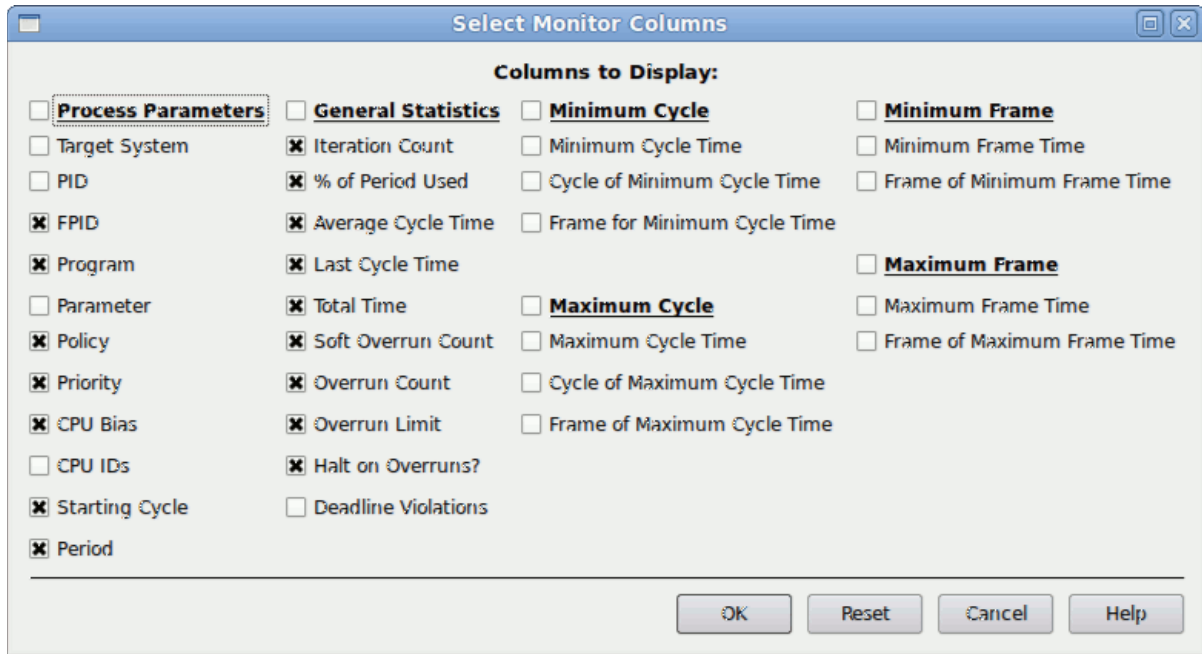 Select Monitor Columns
Columns to Display:
Process Parameters General Statistics Minimum Cycle Minimum Frame
Target System Iteration Count Minimum Cycle Time Minimum Frame Time
PID % of Period Used Cycle of Minimum Cycle Time Frame of Minimum Frame Time
FPID Average Cycle Time Frame for Minimum Cycle Time
Program Last Cycle Time Maximum Frame
Parameter Total Time Maximum Cycle Maximum Frame Time
Policy Soft Overrun Count Maximum Cycle Time Frame of Maximum Frame Time
Priority Overrun Count Cycle of Maximum Cycle Time
CPU Bias Overrun Limit Frame of Maximum Cycle Time
CPU IDs Halt on Overruns?
Starting Cycle Deadline Violations
Period
OK Reset Cancel Help